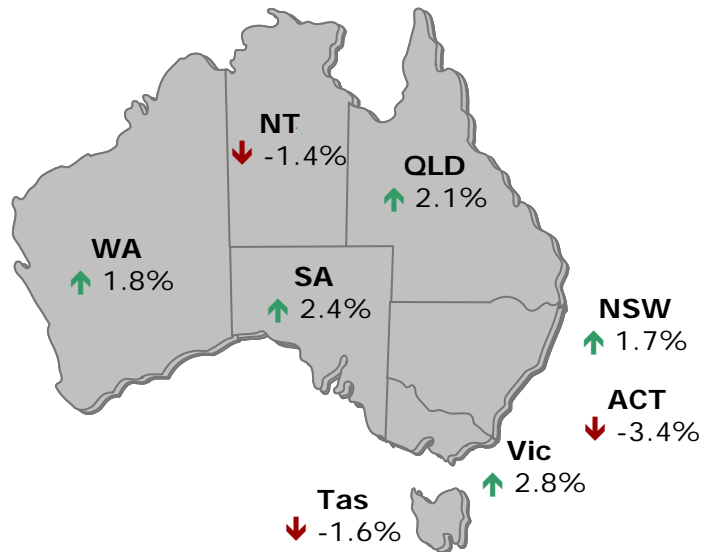 NT
-1.4%
QLD
2.1%
WA
1.8%
SA
2.4%
NSW
1.7%
ACT
-3.4%
Vic
2.8%
Tas
-1.6%